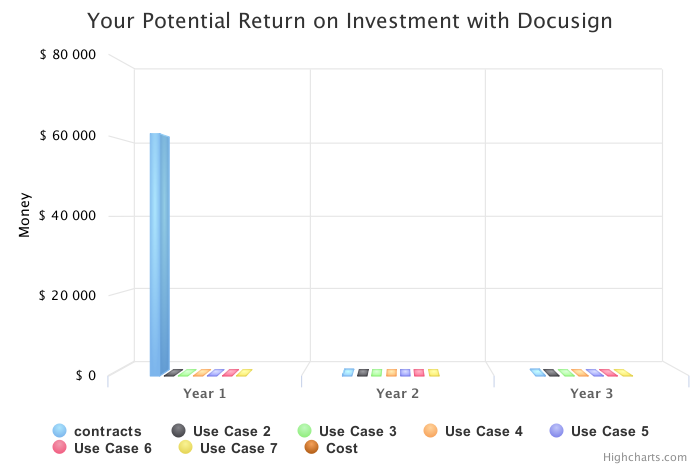 Your Potential Return on Investment with Docusign
$ 80 000
$ 60 000
$ 40 000
$ 20 000
$ 0
Money
Year 1 Year 2 Year 3
contracts Use Case 2 Use Case 3 Use Case 4 Use Case 5
Use Case 6 Use Case 7 Cost
Highcharts.com